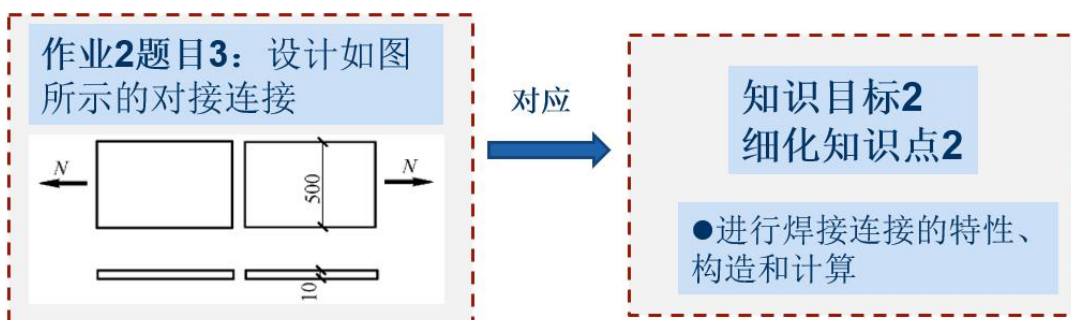 作业2题目3：设计如图
所示的对接连接
N
N
500
10
对应
知识目标2
细化知识点2
●进行焊接连接的特性、
构造和计算